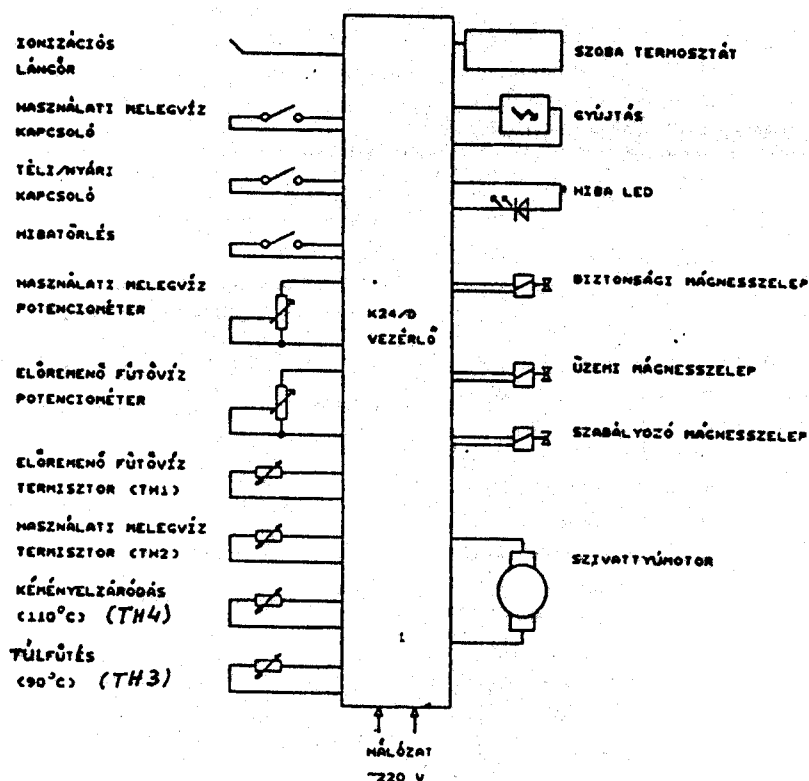 IONIZÁCIÓS
LÁNGŐR
HASZNÁLATI MELEGVÍZ
KAPCSOLÓ
TÉLI/NYÁRI
KAPCSOLÓ
HIBATÖRLÉS
HASZNÁLATI MELEGVÍZ
POTENCIOMÉTER
ELŐREMENŐ FŰTŐVÍZ
POTENCIOMÉTER
ELŐREMENŐ FŰTŐVÍZ
TERMISZTOR (TH1)
HASZNÁLATI MELEGVÍZ
TERMISZTOR (TH2)
KÉMÉNYELZÁRÓDÁS
(110°C) (TH4)
TÚLFŰTÉS
(90°C) (TH3)
K24/D
VEZÉRLŐ
1
HÁLÓZAT
~220 V
SZOBA TERMOSZTÁT
GYÚJTÁS
HIBA LED
BIZTONSÁGI MÁGNESSZELEP
ÜZEMI MÁGNESSZELEP
SZABÁLYOZÓ MÁGNESSZELEP
SZIVATTYÚMOTOR